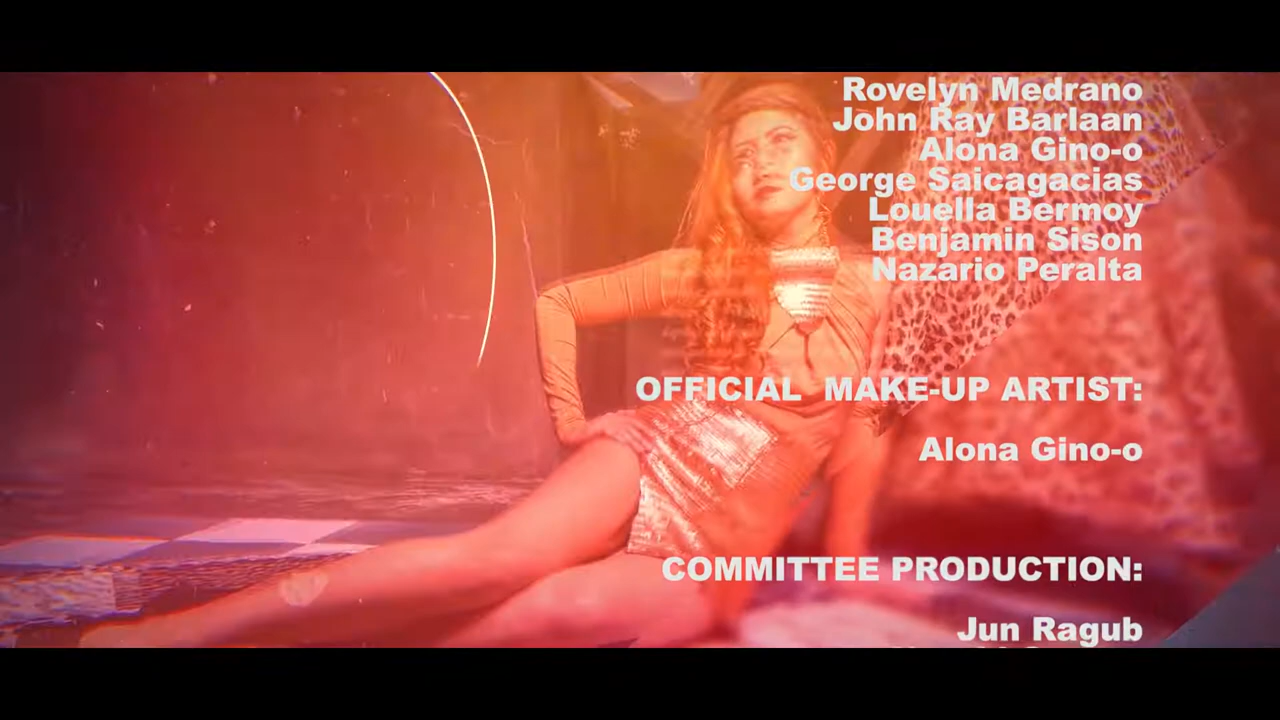 Rovelyn Medrano
John Ray Barlaan
Alona Gino-o
George Saicagacias
Louella Bermoy
Benjamin Sison
Nazario Peralta
OFFICIAL MAKE-UP ARTIST:
Alona Gino-o
COMMITTEE PRODUCTION:
Jun Ragub